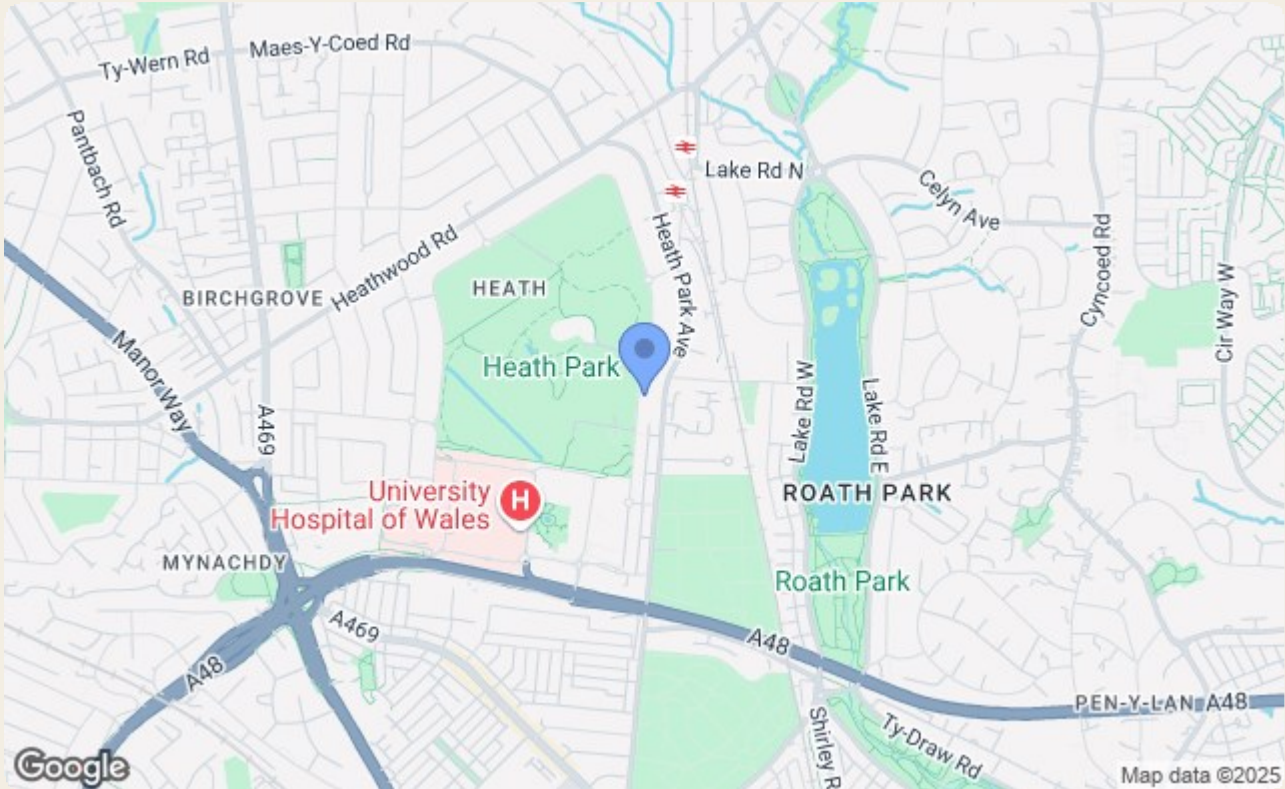 Maes-Y-Coed Rd
Ty-Wern Rd
Pantbach Rd
Lake Rd N
Celyn Ave
Heath Park Ave
Heathwood Rd
HEATH
BIRCHGROVE
Cyncoed Rd
Clr Way W
Manor Way
Heath Park
A469
Lake Rd W
Lake Rd E
University
Hospital of Wales
H
ROATH PARK
MYNACHDY
Roath Park
A469
A48
A48
PEN-Y-LAN
A48
Shirley R
Ty-Draw Rd
Google
Map data ©2025